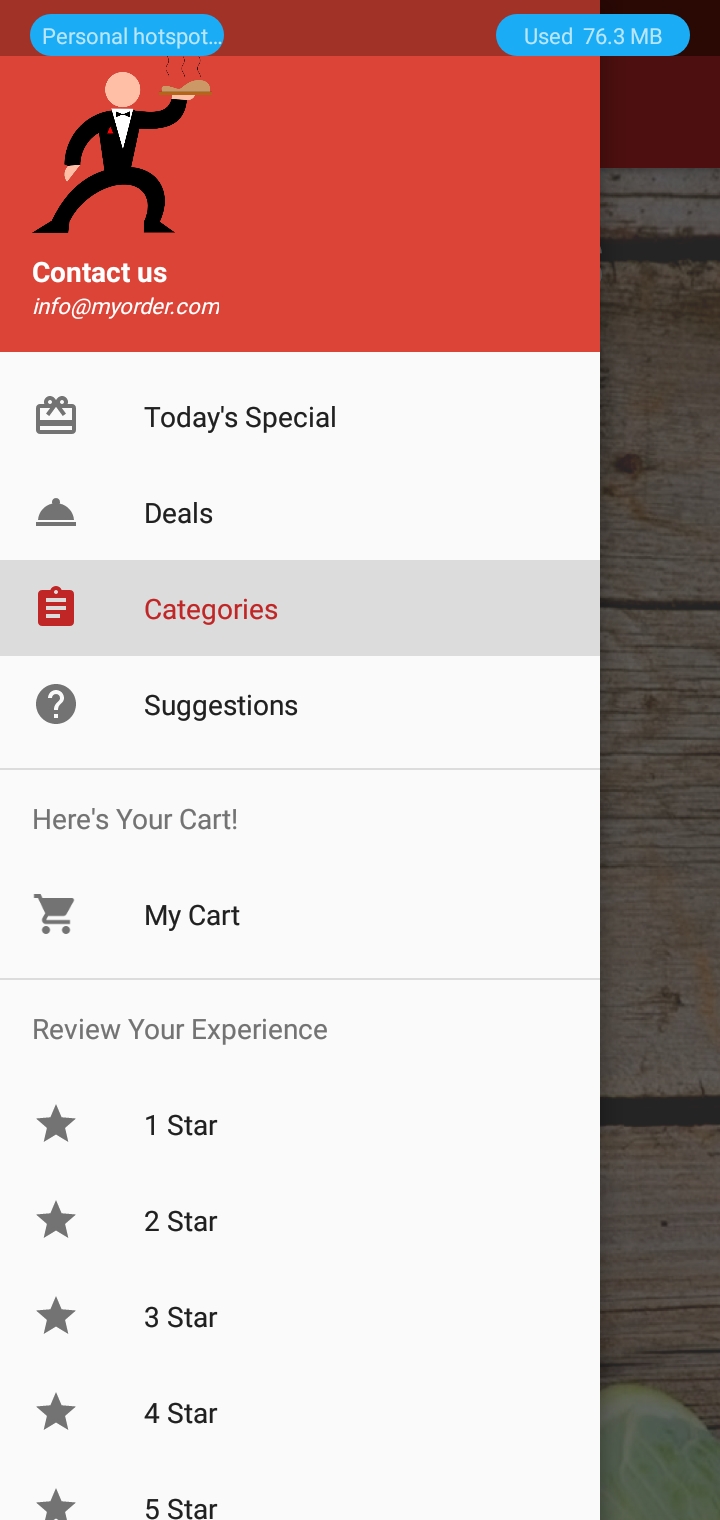 Personal hotspot... Used 76.3 MB
Contact us
info@myorder.com
Today's Special
Deals
Categories
Suggestions
Here's Your Cart!
My Cart
Review Your Experience
1 Star
2 Star
3 Star
4 Star
5 Star